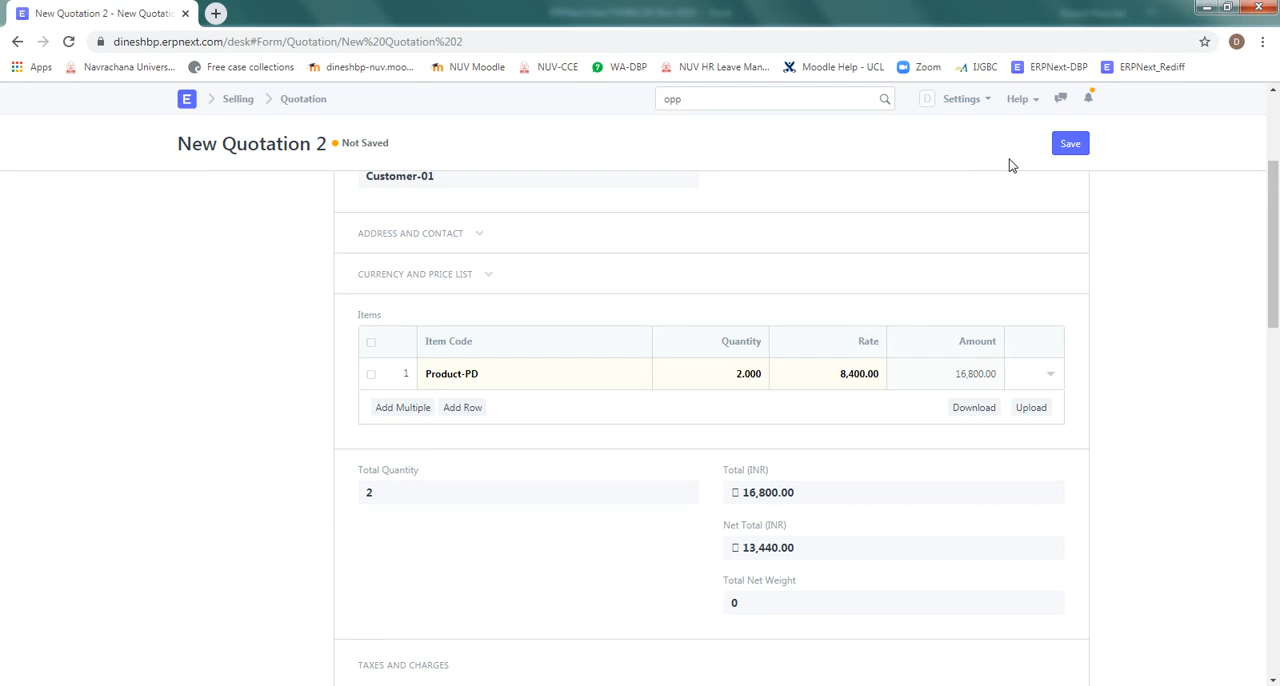 New Quotation 2 - New Quotatio
dineshbp.erpnext.com/desk#Form/Quotation/New%20Quotation%202
D
Apps
Navrachana Univers...
Free case collections
dineshbp-nuv.moo...
NUV Moodle
NUV-CCE
WA-DBP
NUV HR Leave Man...
Moodle Help - UCL
Zoom
IJGBC
ERPNext-DBP
ERPNext_Rediff
E
Selling
Quotation
opp
D
Settings
Help
New Quotation 2
Not Saved
Save
Customer-01
ADDRESS AND CONTACT
CURRENCY AND PRICE LIST
Items
Item Code Quantity Rate Amount
1 Product-PD 2.000 8,400.00 16,800.00
Add Multiple Add Row Download Upload
Total Quantity
2
Total (INR)
16,800.00
Net Total (INR)
13,440.00
Total Net Weight
0
TAXES AND CHARGES